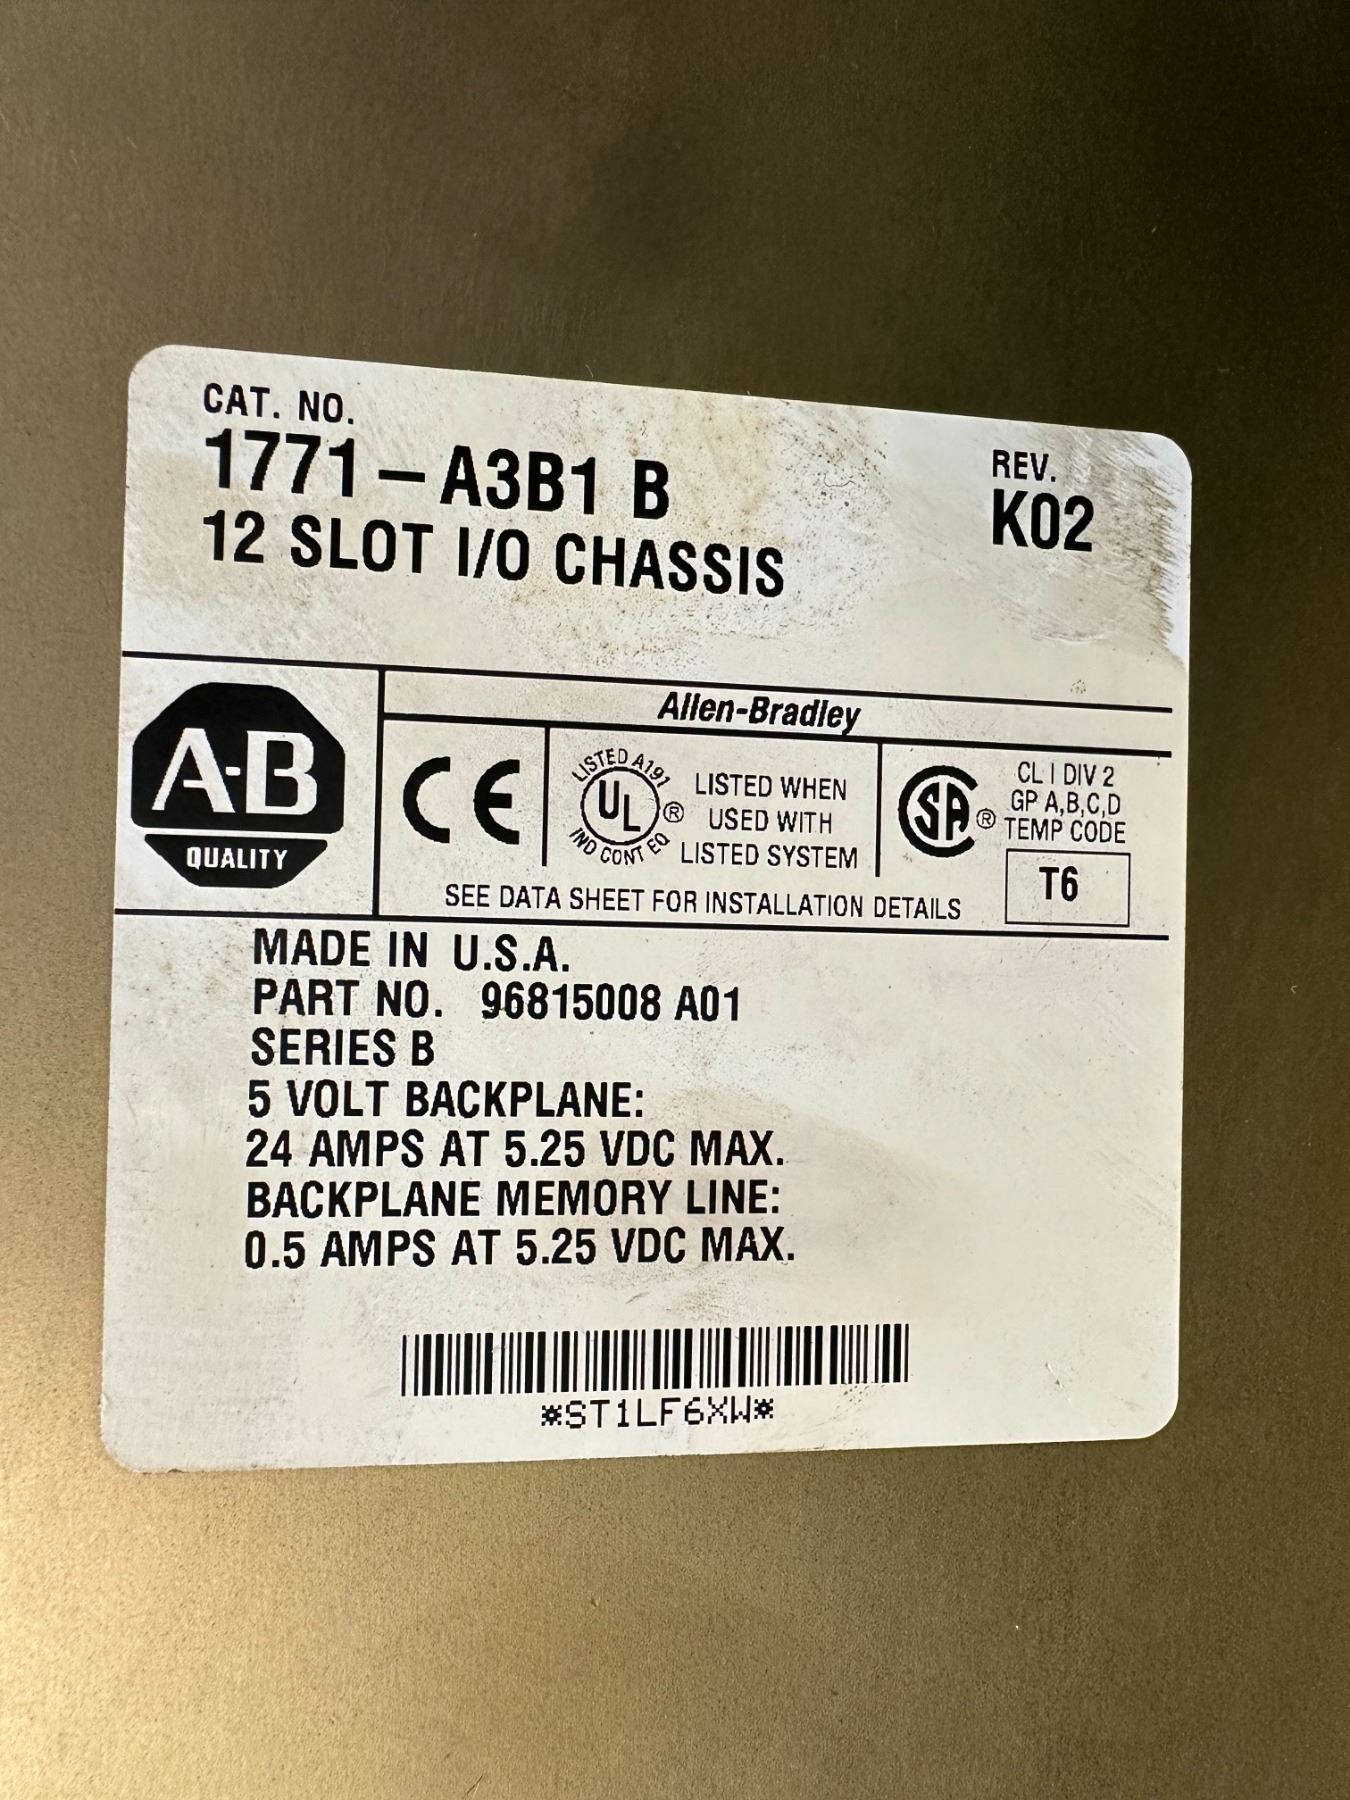 CAT. NO.
1771-A3B1 B
12 SLOT I/O CHASSIS
REV.
K02
A-B
QUALITY
Allen-Bradley
CE
LISTED A191
UL
®
IND CONT EQ
LISTED WHEN
USED WITH
LISTED SYSTEM
SA
®
CL I DIV 2
GP A,B,C,D
TEMP CODE
T6
SEE DATA SHEET FOR INSTALLATION DETAILS
MADE IN U.S.A.
PART NO. 96815008 A01
SERIES B
5 VOLT BACKPLANE:
24 AMPS AT 5.25 VDC MAX.
BACKPLANE MEMORY LINE:
0.5 AMPS AT 5.25 VDC MAX.
*ST1LF6XW*